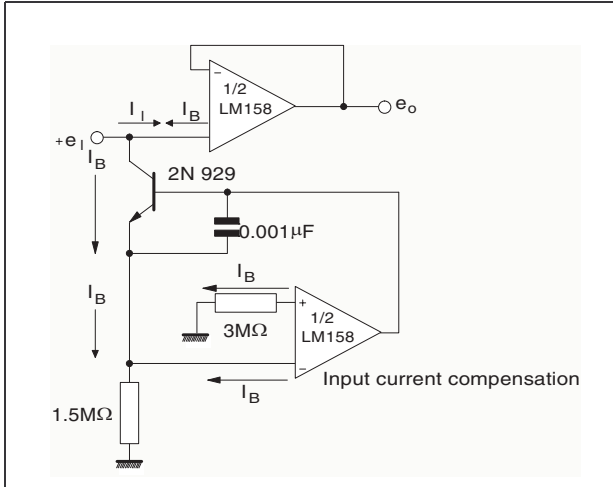 −
1/2
LM158
I_I I_B
e_o
+e_I
I_B
2N 929
0.001µF
I_B
I_B
+
1/2
LM158
3MΩ
−
Input current compensation
I_B
1.5MΩ